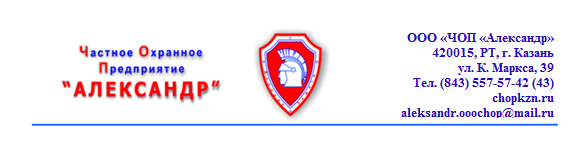 Частное Охранное
Предприятие
“АЛЕКСАНДР”
ООО «ЧОП «Александр»
420015, РТ, г. Казань
ул. К. Маркса, 39
Тел. (843) 557-57-42 (43)
chopkzn.ru
aleksandr.ooochop@mail.ru